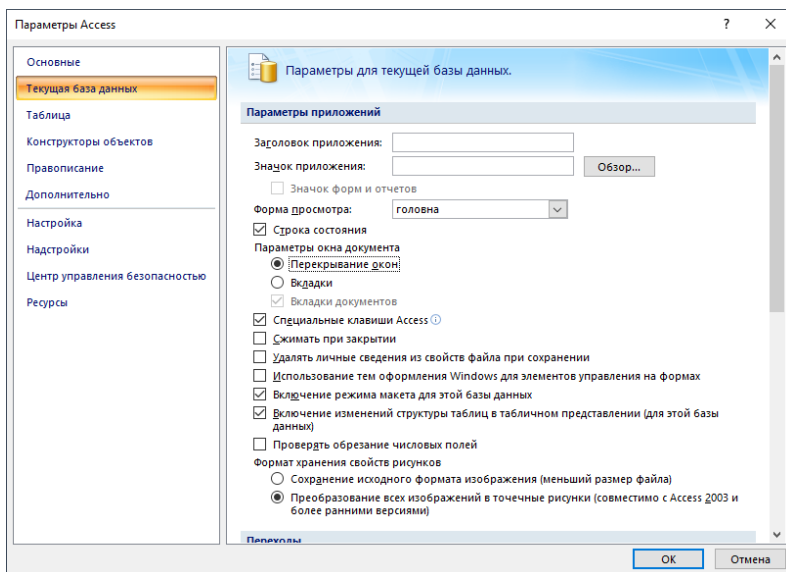 Параметры Access
?
Основные
Текущая база данных
Таблица
Конструкторы объектов
Правописание
Дополнительно
Настройка
Надстройки
Центр управления безопасностью
Ресурсы
Параметры для текущей базы данных.
Параметры приложений
Заголовок приложения:
Значок приложения:
Обзор...
Значок форм и отчетов
Форма просмотра:
головна
Строка состояния
Параметры окна документа
Перекрывание окон
Вкладки
Вкладки документов
Специальные клавиши Access
Сжимать при закрытии
Удалять личные сведения из свойств файла при сохранении
Использование тем оформления Windows для элементов управления на формах
Включение режима макета для этой базы данных
Включение изменений структуры таблиц в табличном представлении (для этой базы
данных)
Проверять обрезание числовых полей
Формат хранения свойств рисунков
Сохранение исходного формата изображения (меньший размер файла)
Преобразование всех изображений в точечные рисунки (совместимо с Access 2003 и
более ранними версиями)
Переходы
ОК
Отмена